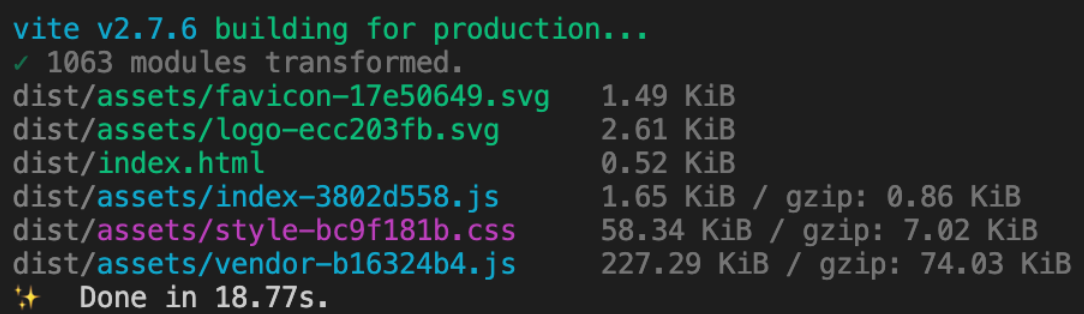 vite v2.7.6 building for production...
✓ 1063 modules transformed.
dist/assets/favicon-17e50649.svg 1.49 KiB
dist/assets/logo-ecc203fb.svg 2.61 KiB
dist/index.html 0.52 KiB
dist/assets/index-3802d558.js 1.65 KiB / gzip: 0.86 KiB
dist/assets/style-bc9f181b.css 58.34 KiB / gzip: 7.02 KiB
dist/assets/vendor-b16324b4.js 227.29 KiB / gzip: 74.03 KiB
✨ Done in 18.77s.